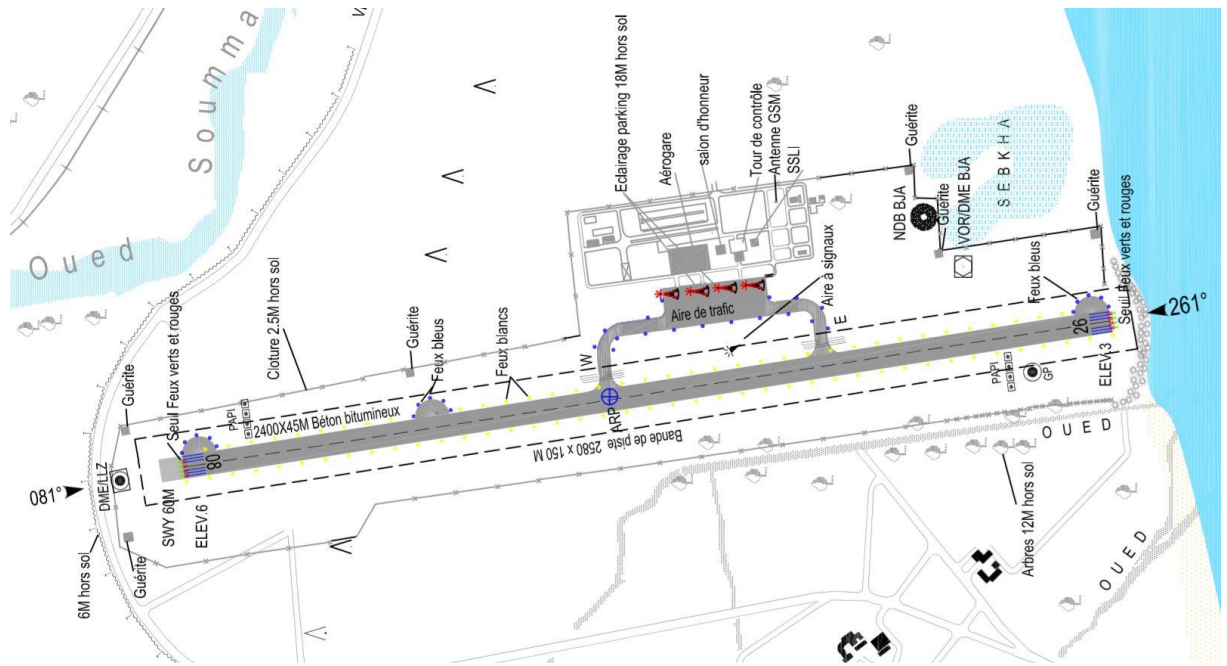 Oued
Soumma
V
Eclairage parking 18M hors sol
Aérogare
salon d'honneur
Tour de contrôle
Antenne GSM
SSLI
Guérite
NDB BJA
Guérite
VOR/DME BJA
SEBKHA
Guérite
Feux bleus
Seuil Feux verts et rouges
261°
Cloture 2.5M hors sol
Guérite
Feux bleus
Feux blancs
W
Aire de trafic
Aire à signaux
E
Guérite
Seuil Feux verts et rouges
PAPI
2400X45M Béton bitumineux
ARP
Bande de piste 2580 x 150 M
PAPI
GP
26
ELEV.3
081°
DME/LLZ
SWY 60M
ELEV.6
08
6M hors sol
Guérite
OUED
Arbres 12M hors sol
OUED